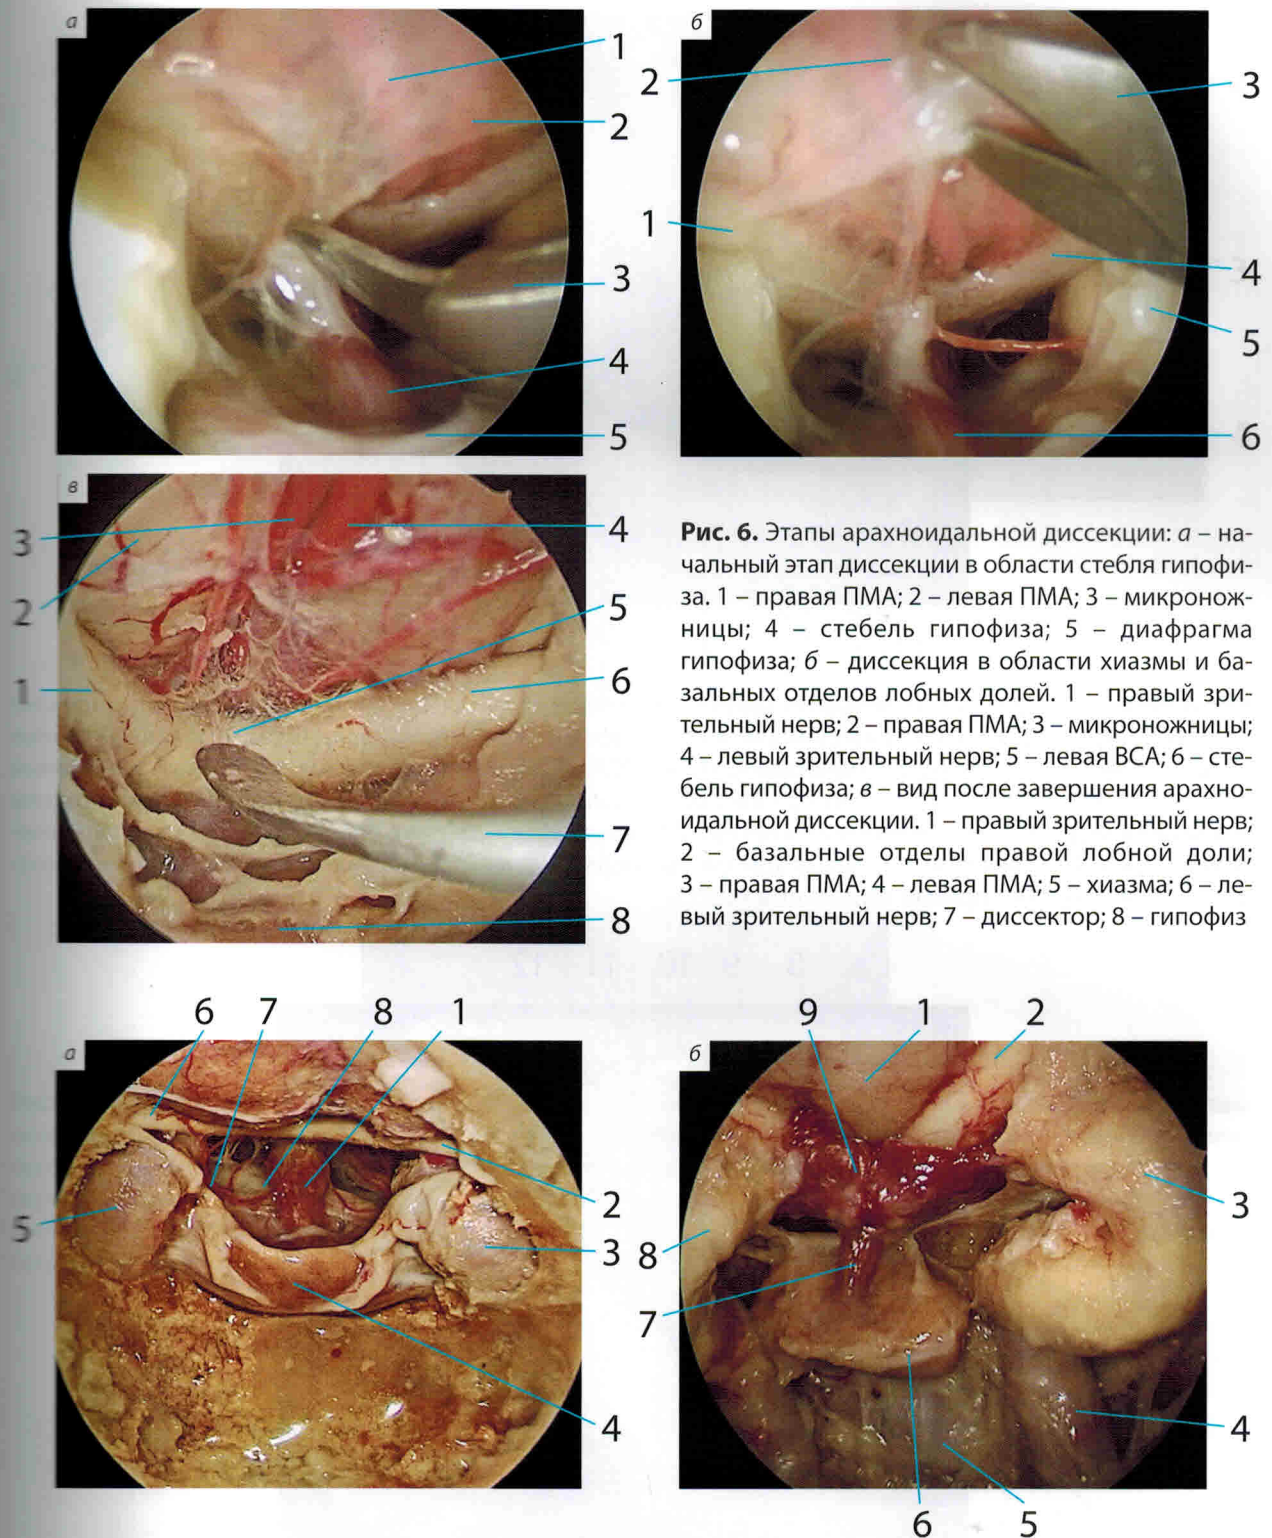 а
1
2
3
4
5
б
2
1
3
4
5
6
в
3
2
1
4
5
6
7
8
Рис. 6. Этапы арахноидальной диссекции: а – на-
чальный этап диссекции в области стебля гипофи-
за. 1 – правая ПМА; 2 – левая ПМА; 3 – микронож-
ницы; 4 – стебель гипофиза; 5 – диафрагма
гипофиза; б – диссекция в области хиазмы и ба-
зальных отделов лобных долей. 1 – правый зри-
тельный нерв; 2 – правая ПМА; 3 – микроножницы;
4 – левый зрительный нерв; 5 – левая ВСА; 6 – сте-
бель гипофиза; в – вид после завершения арахно-
идальной диссекции. 1 – правый зрительный нерв;
2 – базальные отделы правой лобной доли;
3 – правая ПМА; 4 – левая ПМА; 5 – хиазма; 6 – ле-
вый зрительный нерв; 7 – диссектор; 8 – гипофиз
6 7 8 1
а
5
2
3
4
9 1 2
б
8
7
3
4
6 5